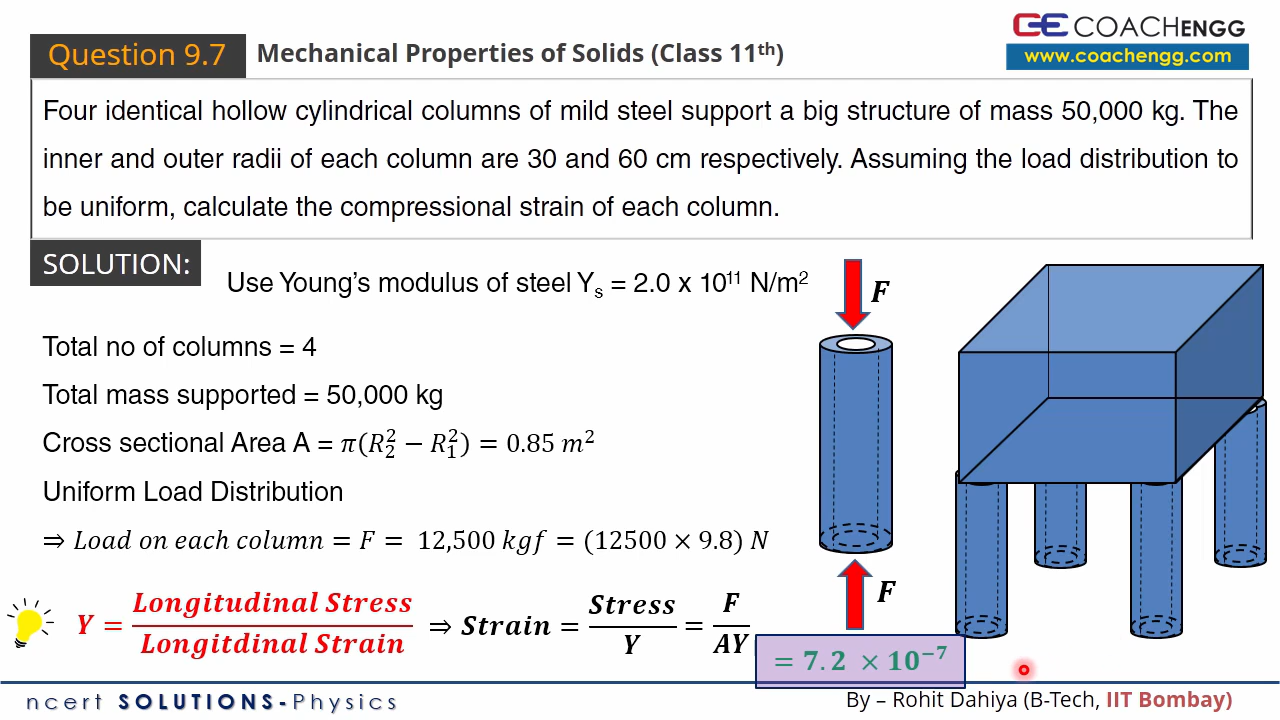 Question 9.7
Mechanical Properties of Solids (Class 11ᵗʰ)
CE COACHENGG
www.coachengg.com
Four identical hollow cylindrical columns of mild steel support a big structure of mass 50,000 kg. The
inner and outer radii of each column are 30 and 60 cm respectively. Assuming the load distribution to
be uniform, calculate the compressional strain of each column.
SOLUTION:
Use Young's modulus of steel Yₛ = 2.0 x 10¹¹ N/m²
F
Total no of columns = 4
Total mass supported = 50,000 kg
Cross sectional Area A = π(R₂² − R₁²) = 0.85 m²
Uniform Load Distribution
⇒ Load on each column = F = 12,500 kgf = (12500 × 9.8) N
F
Y = Longitudinal Stress / Longitdinal Strain ⇒ Strain = Stress / Y = F / AY
= 7.2 × 10⁻⁷
ncert SOLUTIONS-Physics
By – Rohit Dahiya (B-Tech, IIT Bombay)